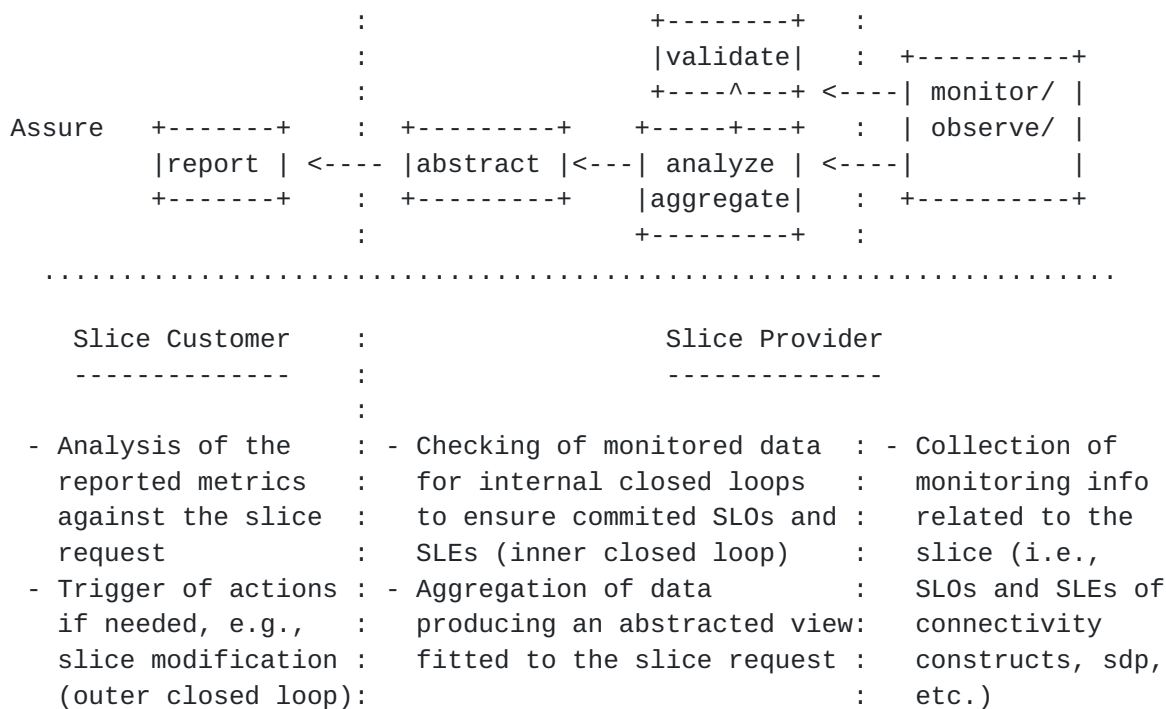 :                  +--------+   :
                       :                  |validate|   :  +----------+
                       :                  +----^---+ <----| monitor/ |
Assure   +-------+     :  +---------+    +-----+---+   :  | observe/ |
         |report | <---- |abstract |<---| analyze | <----|          |
         +-------+     :  +---------+    |aggregate|   :  +----------+
                       :                 +---------+   :
  .....................................................................
    Slice Customer     :                   Slice Provider
    --------------     :                   --------------
                       :
 - Analysis of the     : - Checking of monitored data  : - Collection of
   reported metrics    :   for internal closed loops   :   monitoring info
   against the slice   :   to ensure commited SLOs and :   related to the
   request             :   SLEs (inner closed loop)    :   slice (i.e.,
 - Trigger of actions  : - Aggregation of data         :   SLOs and SLEs of
   if needed, e.g.,    :   producing an abstracted view:   connectivity
   slice modification  :   fitted to the slice request :   constructs, sdp,
   (outer closed loop):                                :   etc.)